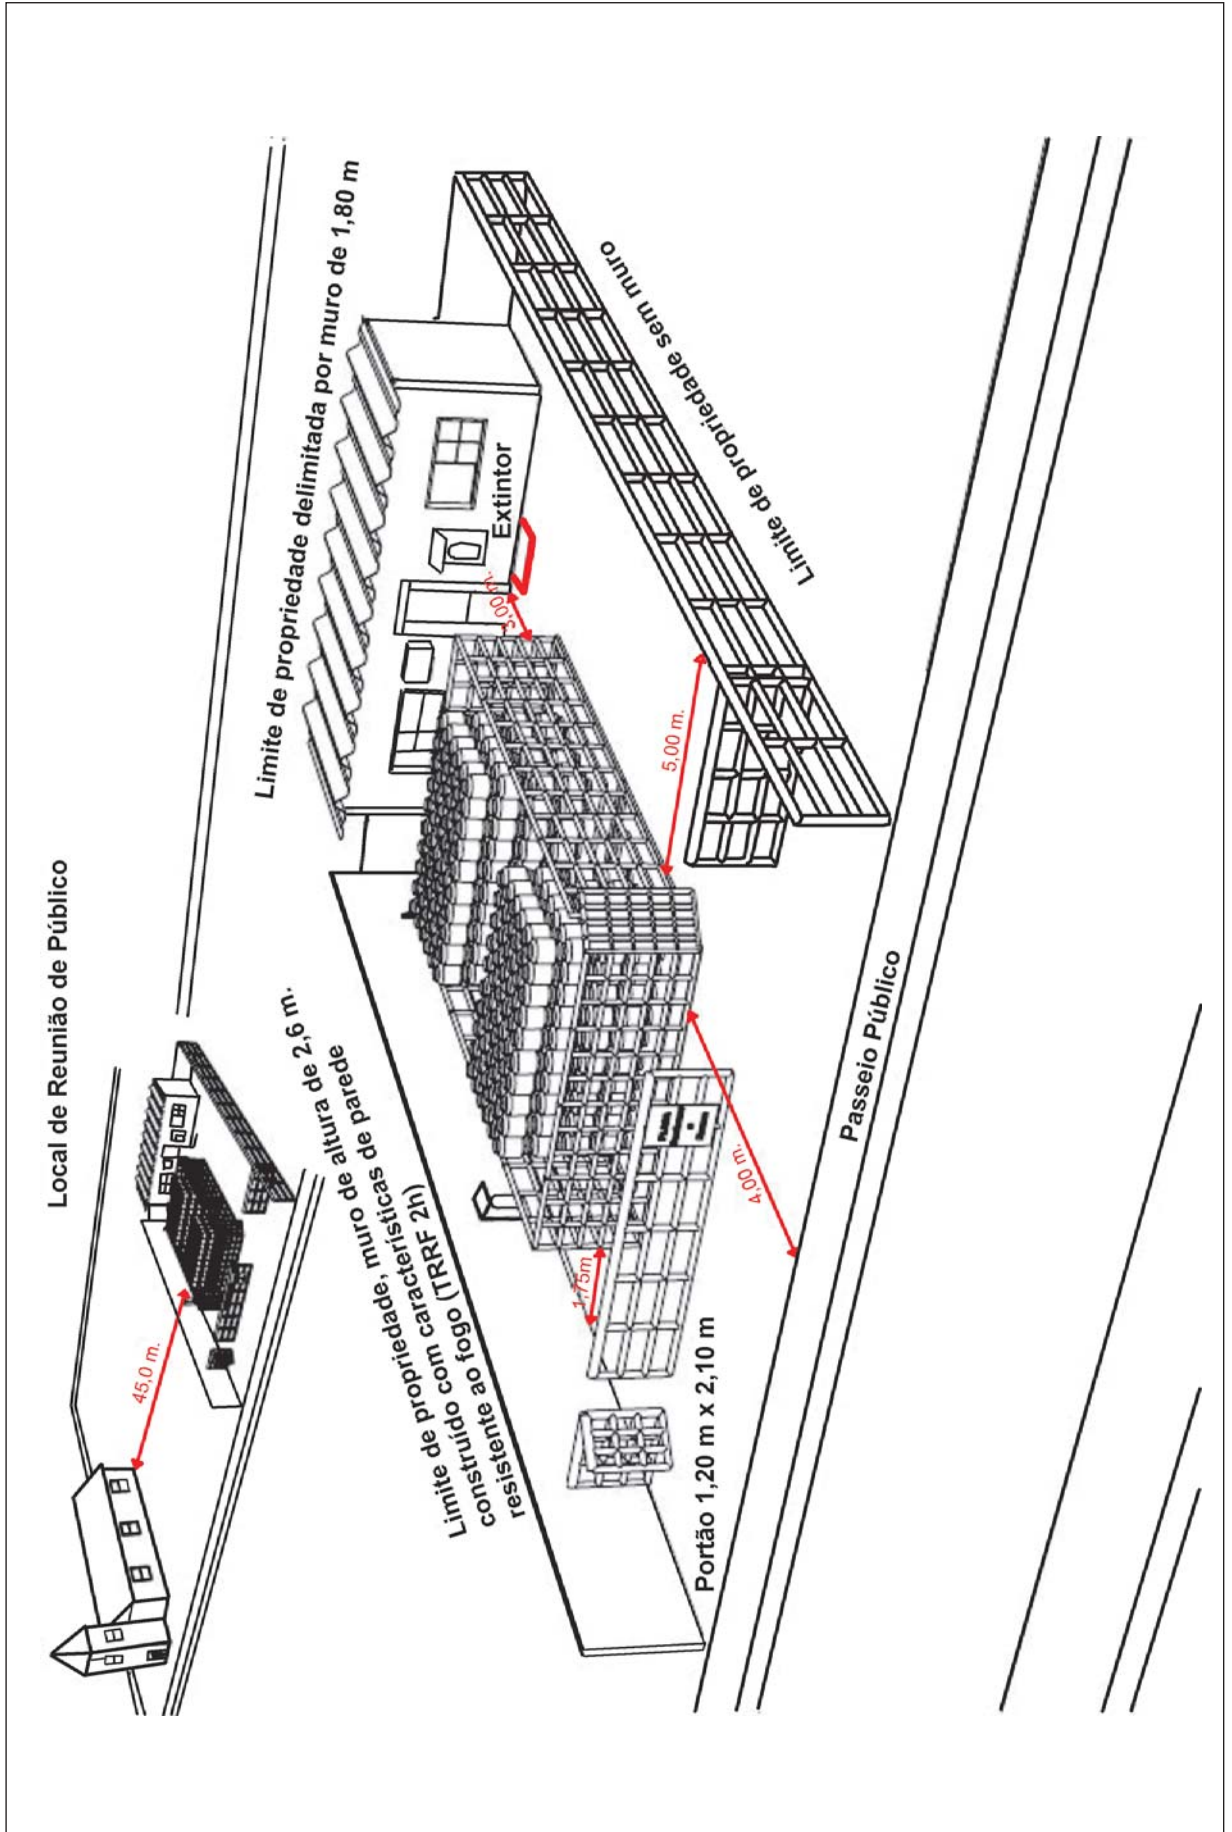 Local de Reunião de Público
45,0 m.
Limite de propriedade delimitada por muro de 1,80 m
Limite de propriedade, muro de altura de 2,6 m.
construído com características de parede
resistente ao fogo (TRRF 2h)
Extintor
3,00 m.
Limite de propriedade sem muro
5,00 m.
1,75m
4,00 m.
Portão 1,20 m x 2,10 m
Passeio Público